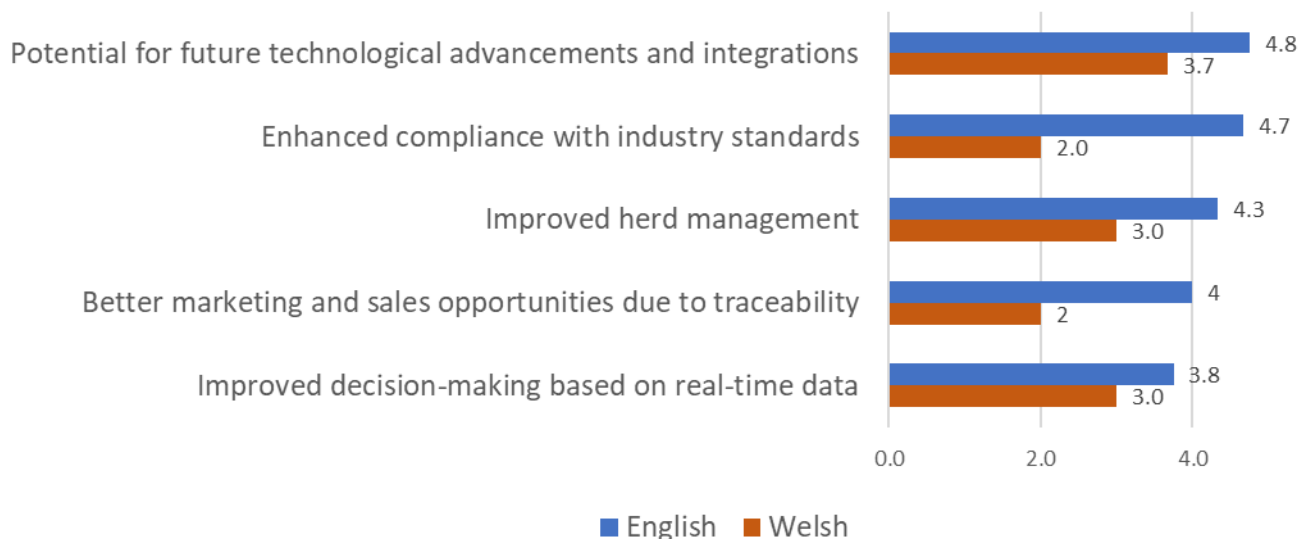 Potential for future technological advancements and integrations
4.8
3.7
Enhanced compliance with industry standards
4.7
2.0
Improved herd management
4.3
3.0
Better marketing and sales opportunities due to traceability
4
2
Improved decision-making based on real-time data
3.8
3.0
0.0 2.0 4.0
English Welsh